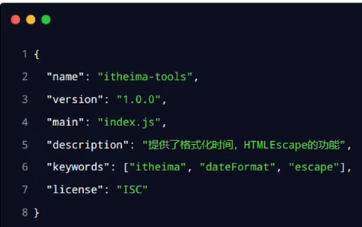 1 {
2 "name": "itheima-tools",
3 "version": "1.0.0",
4 "main": "index.js",
5 "description": "提供了格式化时间，HTMLEscape的功能",
6 "keywords": ["itheima", "dateFormat", "escape"],
7 "license": "ISC"
8 }